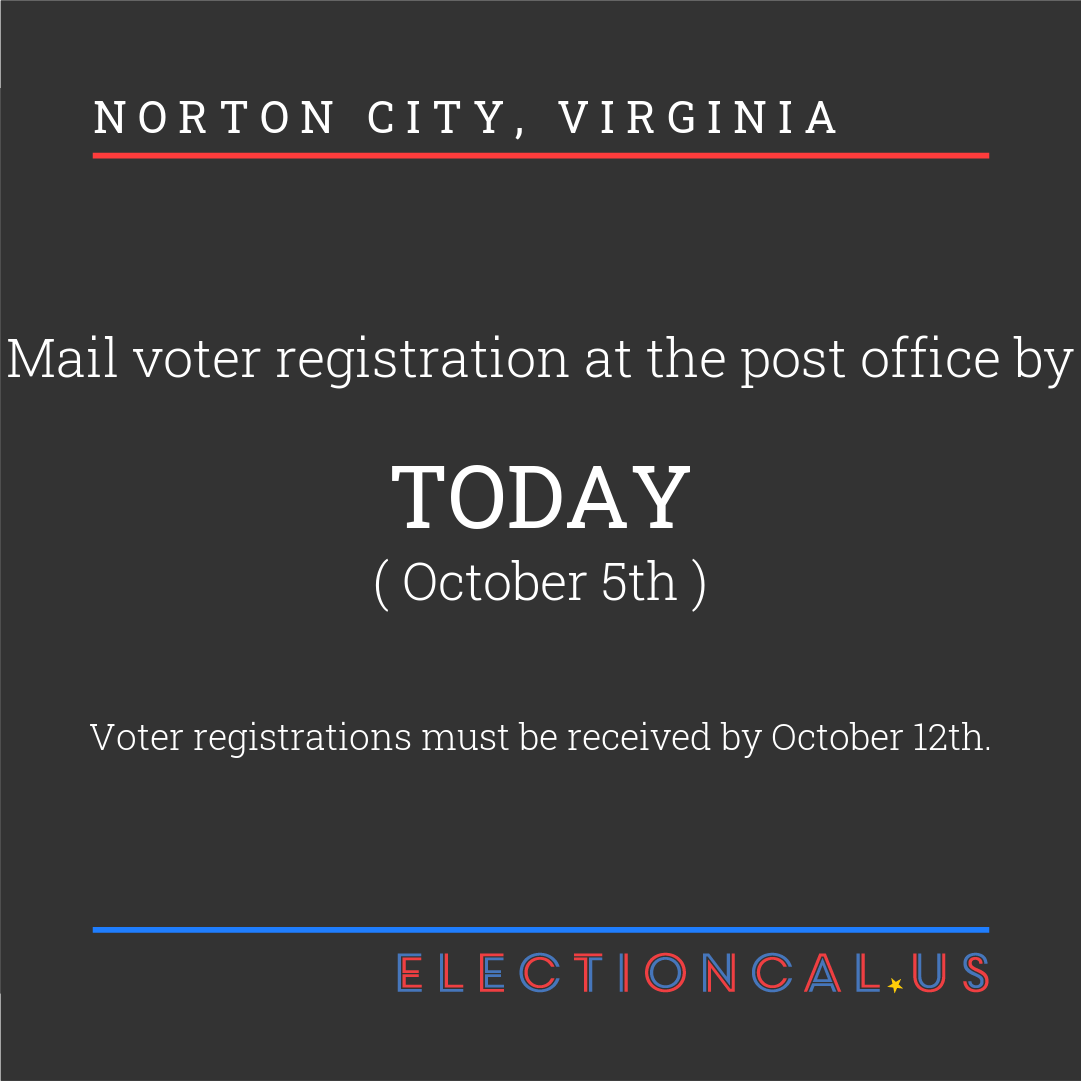 NORTON CITY, VIRGINIA
Mail voter registration at the post office by
TODAY
( October 5th )
Voter registrations must be received by October 12th.
ELECTIONCAL.US